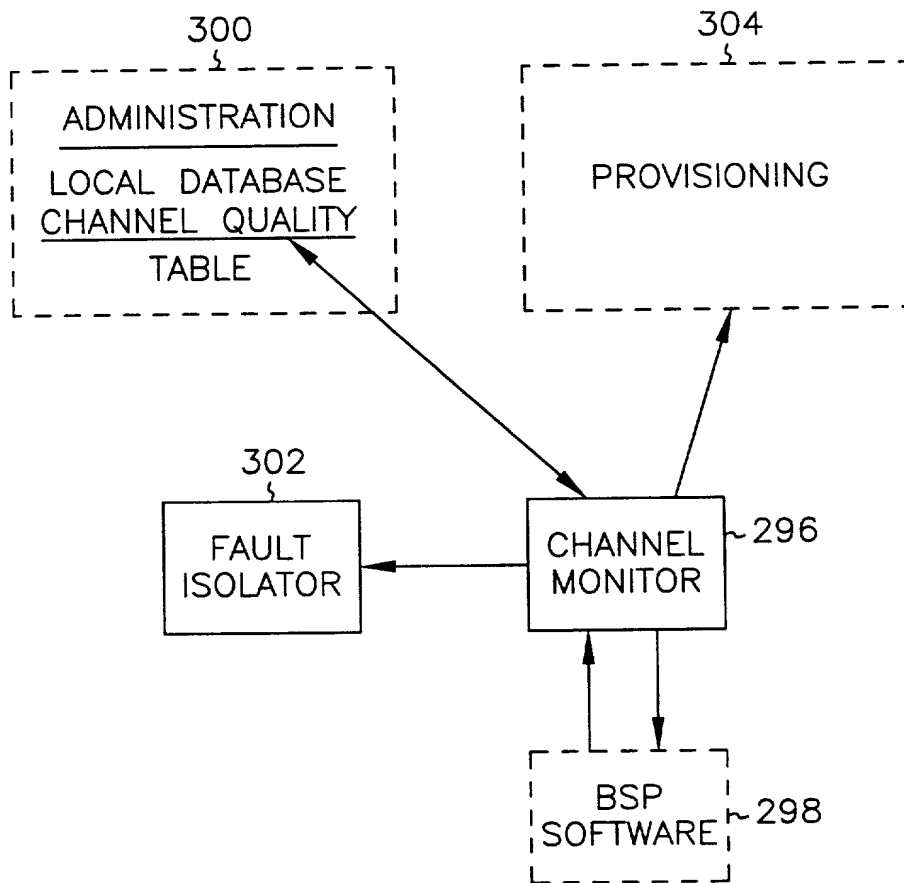 300
304
ADMINISTRATION
LOCAL DATABASE
CHANNEL QUALITY
TABLE
PROVISIONING
302
FAULT
ISOLATOR
CHANNEL
MONITOR
296
BSP
SOFTWARE
298